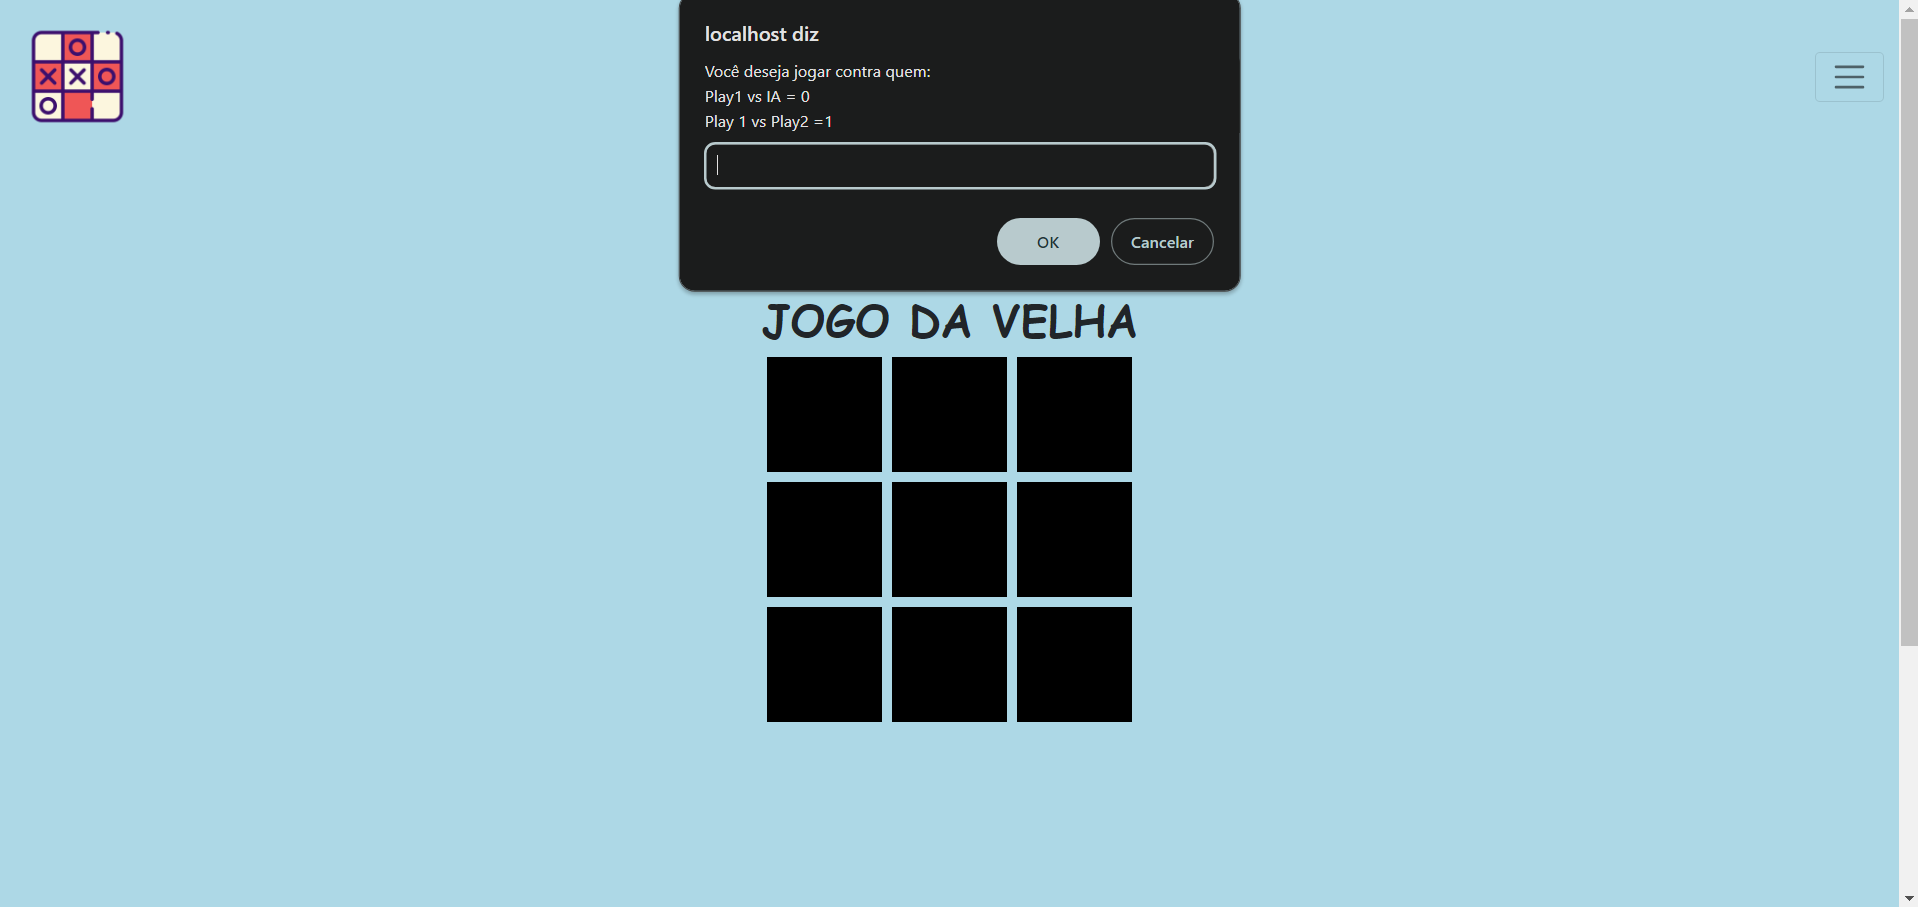 localhost diz
Você deseja jogar contra quem:
Play1 vs IA = 0
Play 1 vs Play2 =1
OK
Cancelar
JOGO DA VELHA